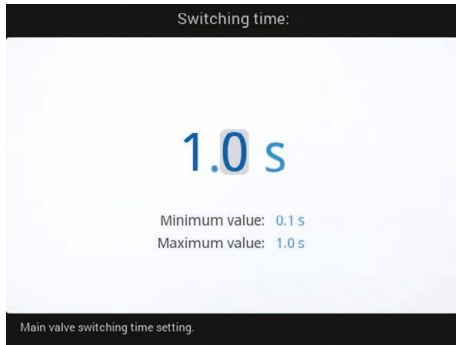 Switching time:
1.0 s
Minimum value: 0.1 s
Maximum value: 1.0 s
Main valve switching time setting.